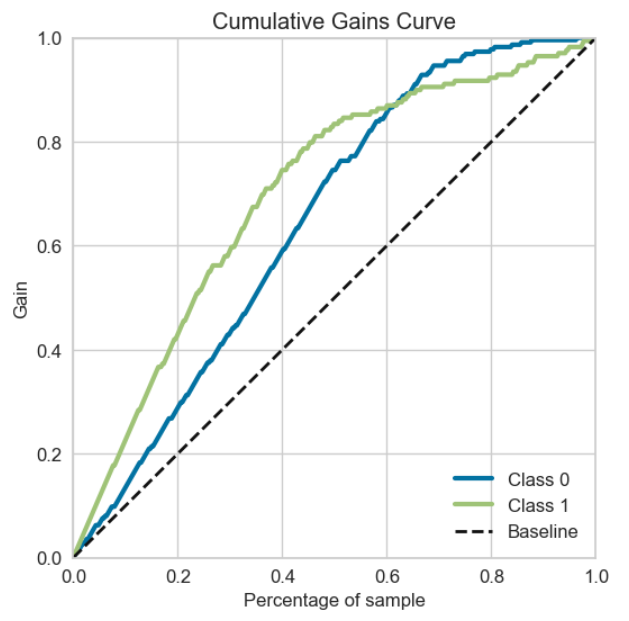 Cumulative Gains Curve
1.0
0.8
0.6
0.4
0.2
0.0
Gain
Class 0
Class 1
Baseline
0.0 0.2 0.4 0.6 0.8 1.0
Percentage of sample